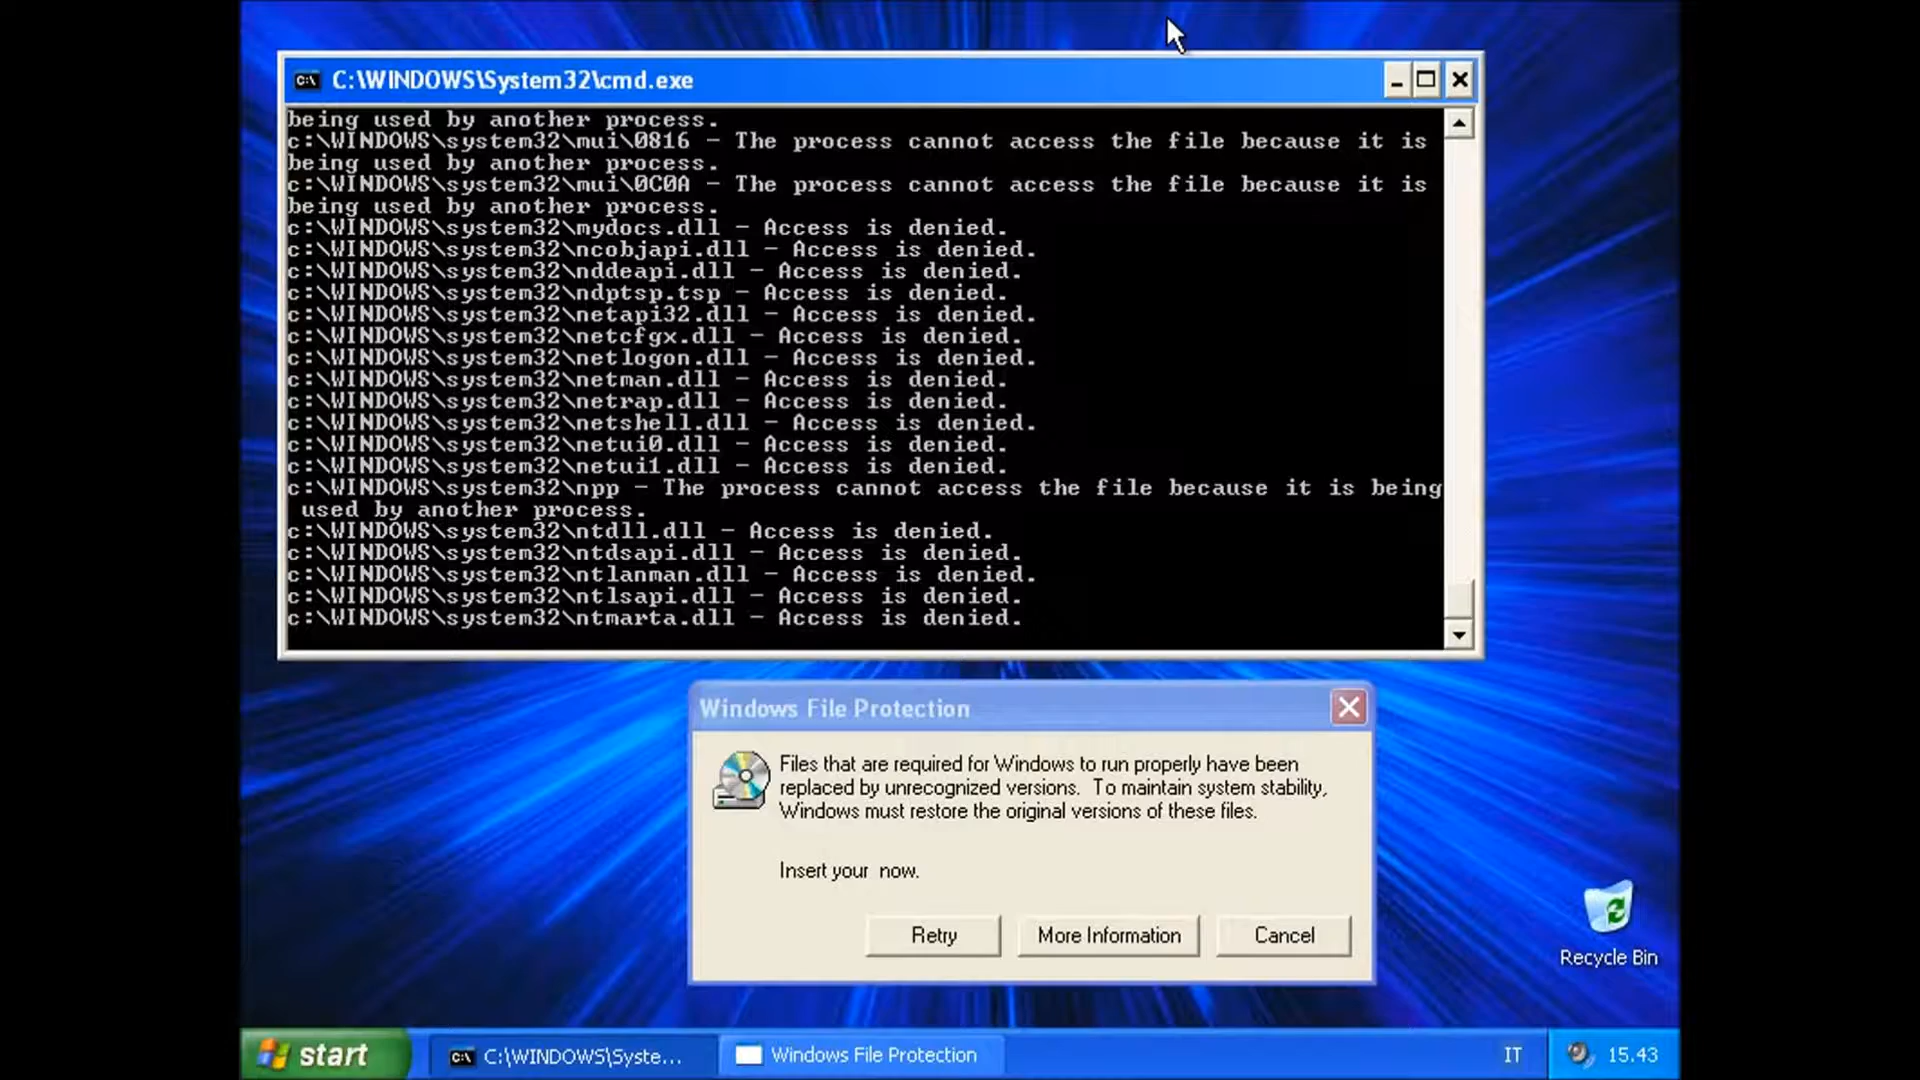 C:\WINDOWS\System32\cmd.exe
being used by another process.
c:\WINDOWS\system32\mui\0816 - The process cannot access the file because it is
being used by another process.
c:\WINDOWS\system32\mui\0C0A - The process cannot access the file because it is
being used by another process.
c:\WINDOWS\system32\mydocs.dll - Access is denied.
c:\WINDOWS\system32\ncobjapi.dll - Access is denied.
c:\WINDOWS\system32\nddeapi.dll - Access is denied.
c:\WINDOWS\system32\ndptsp.tsp - Access is denied.
c:\WINDOWS\system32\netapi32.dll - Access is denied.
c:\WINDOWS\system32\netcfgx.dll - Access is denied.
c:\WINDOWS\system32\netlogon.dll - Access is denied.
c:\WINDOWS\system32\netman.dll - Access is denied.
c:\WINDOWS\system32\netrap.dll - Access is denied.
c:\WINDOWS\system32\netshell.dll - Access is denied.
c:\WINDOWS\system32\netui0.dll - Access is denied.
c:\WINDOWS\system32\netui1.dll - Access is denied.
c:\WINDOWS\system32\npp - The process cannot access the file because it is being
used by another process.
c:\WINDOWS\system32\ntdll.dll - Access is denied.
c:\WINDOWS\system32\ntdsapi.dll - Access is denied.
c:\WINDOWS\system32\ntlanman.dll - Access is denied.
c:\WINDOWS\system32\ntlsapi.dll - Access is denied.
c:\WINDOWS\system32\ntmarta.dll - Access is denied.
Windows File Protection
Files that are required for Windows to run properly have been
replaced by unrecognized versions. To maintain system stability,
Windows must restore the original versions of these files.
Insert your now.
Retry
More Information
Cancel
Recycle Bin
start
C:\WINDOWS\Syste...
Windows File Protection
IT
15.43